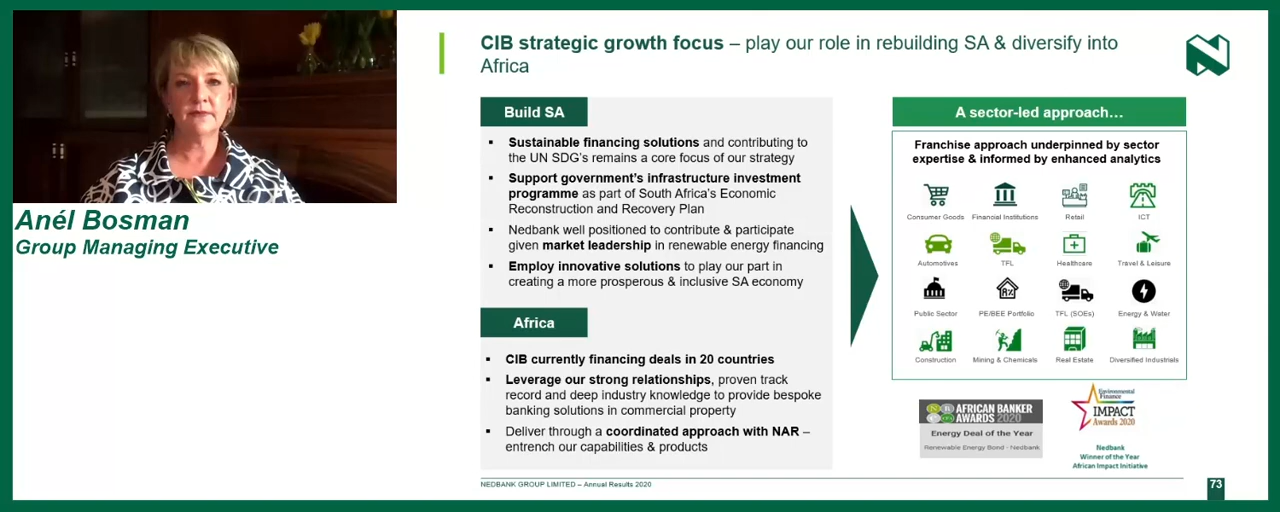 Anél Bosman
Group Managing Executive
CIB strategic growth focus – play our role in rebuilding SA & diversify into
Africa
Build SA
▪ Sustainable financing solutions and contributing to
the UN SDG's remains a core focus of our strategy
▪ Support government's infrastructure investment
programme as part of South Africa's Economic
Reconstruction and Recovery Plan
▪ Nedbank well positioned to contribute & participate
given market leadership in renewable energy financing
▪ Employ innovative solutions to play our part in
creating a more prosperous & inclusive SA economy
Africa
▪ CIB currently financing deals in 20 countries
▪ Leverage our strong relationships, proven track
record and deep industry knowledge to provide bespoke
banking solutions in commercial property
▪ Deliver through a coordinated approach with NAR –
entrench our capabilities & products
A sector-led approach…
Franchise approach underpinned by sector
expertise & informed by enhanced analytics
Consumer Goods Financial Institutions Retail ICT
Automotives TFL Healthcare Travel & Leisure
Public Sector PE/BEE Portfolio TFL (SOEs) Energy & Water
Construction Mining & Chemicals Real Estate Diversified Industrials
AFRICAN BANKER
AWARDS 2020
Energy Deal of the Year
Renewable Energy Bond - Nedbank
Environmental
Finance
IMPACT
Awards 2020
Nedbank
Winner of the Year
African Impact Initiative
NEDBANK GROUP LIMITED – Annual Results 2020
73